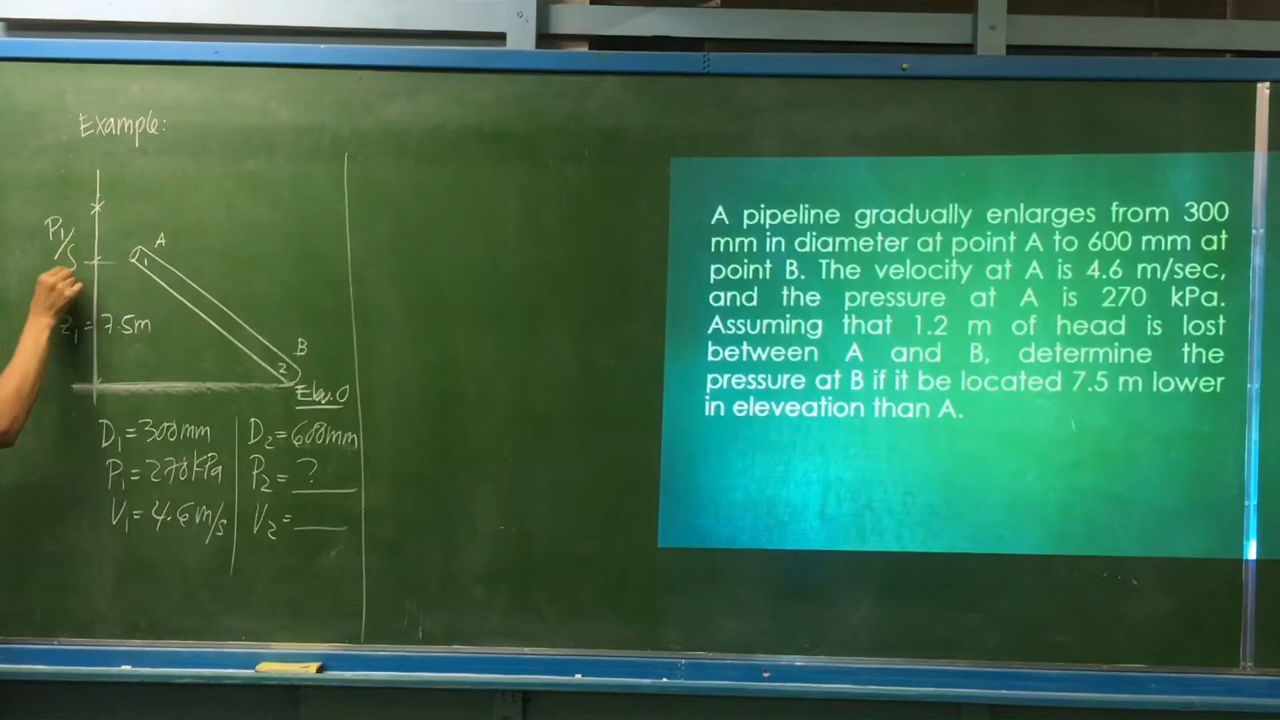 Example:
P₁/
A
1
Z₁ = 7.5m
B
2
Elev. 0
D₁ = 300mm
P₁ = 270kPa
V₁ = 4.6m/s
D₂ = 600mm
P₂ = ?
V₂ =
A pipeline gradually enlarges from 300
mm in diameter at point A to 600 mm at
point B. The velocity at A is 4.6 m/sec,
and the pressure at A is 270 kPa.
Assuming that 1.2 m of head is lost
between A and B, determine the
pressure at B if it be located 7.5 m lower
in eleveation than A.